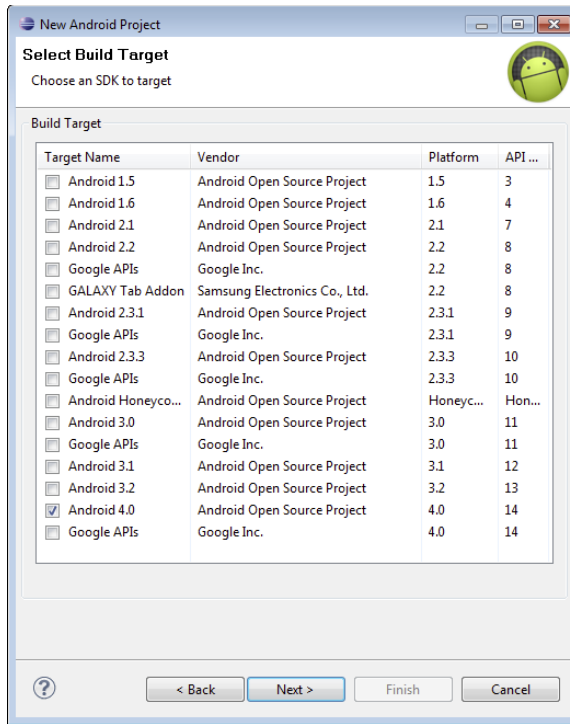 New Android Project
Select Build Target
Choose an SDK to target
Build Target
Target Name Vendor Platform API ...
Android 1.5 Android Open Source Project 1.5 3
Android 1.6 Android Open Source Project 1.6 4
Android 2.1 Android Open Source Project 2.1 7
Android 2.2 Android Open Source Project 2.2 8
Google APIs Google Inc. 2.2 8
GALAXY Tab Addon Samsung Electronics Co., Ltd. 2.2 8
Android 2.3.1 Android Open Source Project 2.3.1 9
Google APIs Google Inc. 2.3.1 9
Android 2.3.3 Android Open Source Project 2.3.3 10
Google APIs Google Inc. 2.3.3 10
Android Honeyco... Android Open Source Project Honeyc... Hon...
Android 3.0 Android Open Source Project 3.0 11
Google APIs Google Inc. 3.0 11
Android 3.1 Android Open Source Project 3.1 12
Android 3.2 Android Open Source Project 3.2 13
Android 4.0 Android Open Source Project 4.0 14
Google APIs Google Inc. 4.0 14
? < Back Next > Finish Cancel